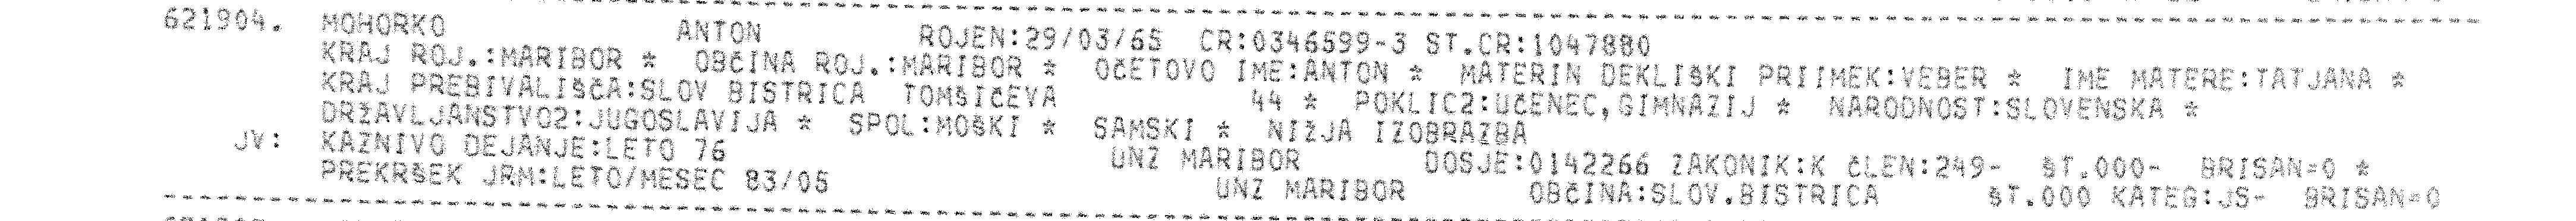 621904. MOHORKO ANTON ROJEN:29/03/65 CR:0346599-3 ST.CR:1047880
KRAJ ROJ.:MARIBOR * OBČINA ROJ.:MARIBOR * OČETOVO IME:ANTON * MATERIN DEKLIŠKI PRIIMEK:VEBER * IME MATERE:TATJANA *
KRAJ PREBIVALIŠČA:SLOV BISTRICA TOMŠIČEVA 44 * POKLIC2:UČENEC,GIMNAZIJ * NARODNOST:SLOVENSKA *
DRŽAVLJANSTVO2:JUGOSLAVIJA * SPOL:MOŠKI * SAMSKI * NIŽJA IZOBRAZBA
JV: KAZNIVO DEJANJE:LETO 76 UNZ MARIBOR DOSJE:0142266 ZAKONIK:K ČLEN:249- ŠT.000- BRISAN=0 *
PREKRŠEK JRM:LETO/MESEC 83/05 UNZ MARIBOR OBČINA:SLOV.BISTRICA ŠT.000 KATEG:JS- BRISAN=0